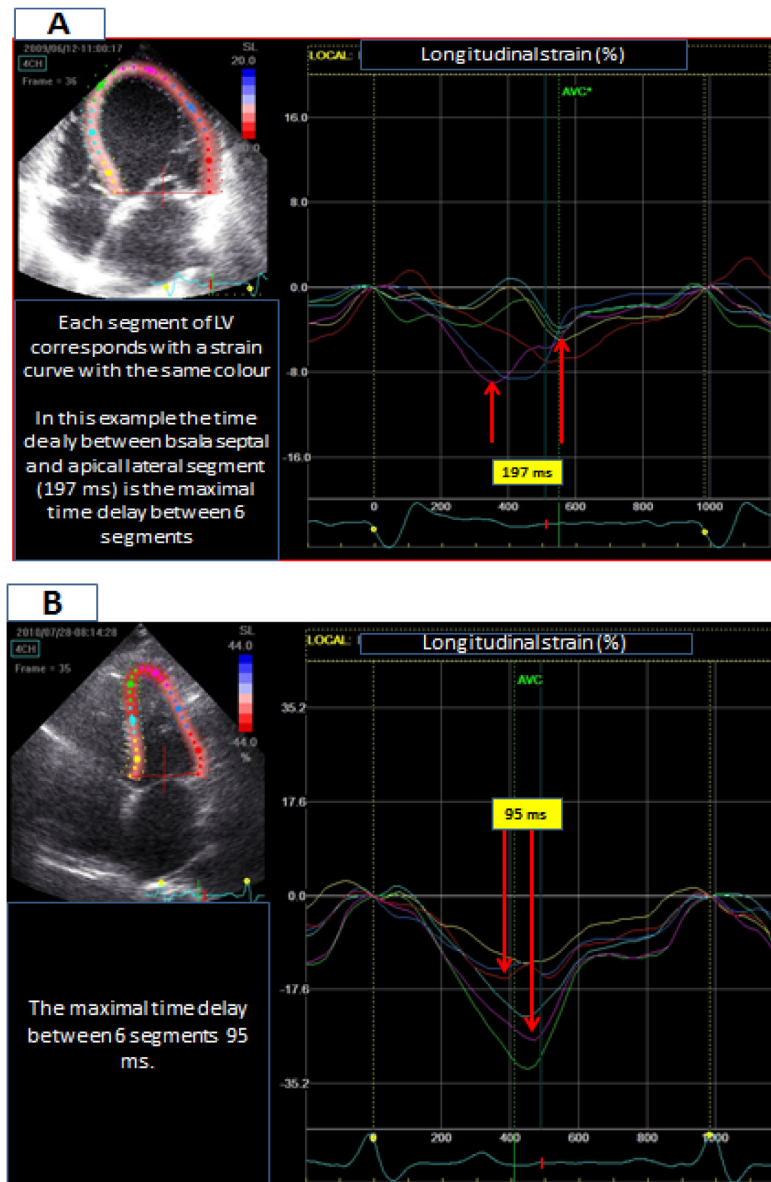 A
2009/06/12-11:00:17
4CH
Frame = 36
SL
20.0
Longitudinal strain (%)
LOCAL:
AVC*
16.0
8.0
0.0
-8.0
-16.0
197 ms
0 200 400 600 800 1000
Each segment of LV
corresponds with a strain
curve with the same colour
In this example the time
dealy between bsala septal
and apical lateral segment
(197 ms) is the maximal
time delay between 6
segments
B
2010/07/28-08:14:28
4CH
Frame = 35
SL
44.0
-44.0
%
Longitudinal strain (%)
LOCAL:
AVC
35.2
17.6
0.0
-17.6
-35.2
95 ms
200 400 600 800 1000
The maximal time delay
between 6 segments 95
ms.